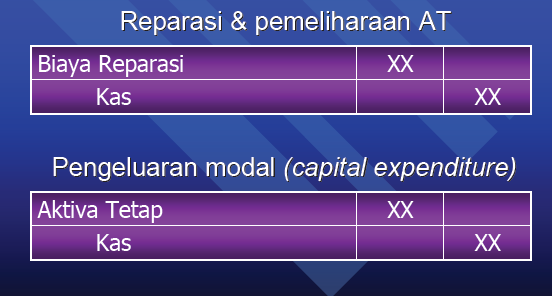 Reparasi & pemeliharaan AT
Biaya Reparasi XX
Kas XX
Pengeluaran modal (capital expenditure)
Aktiva Tetap XX
Kas XX